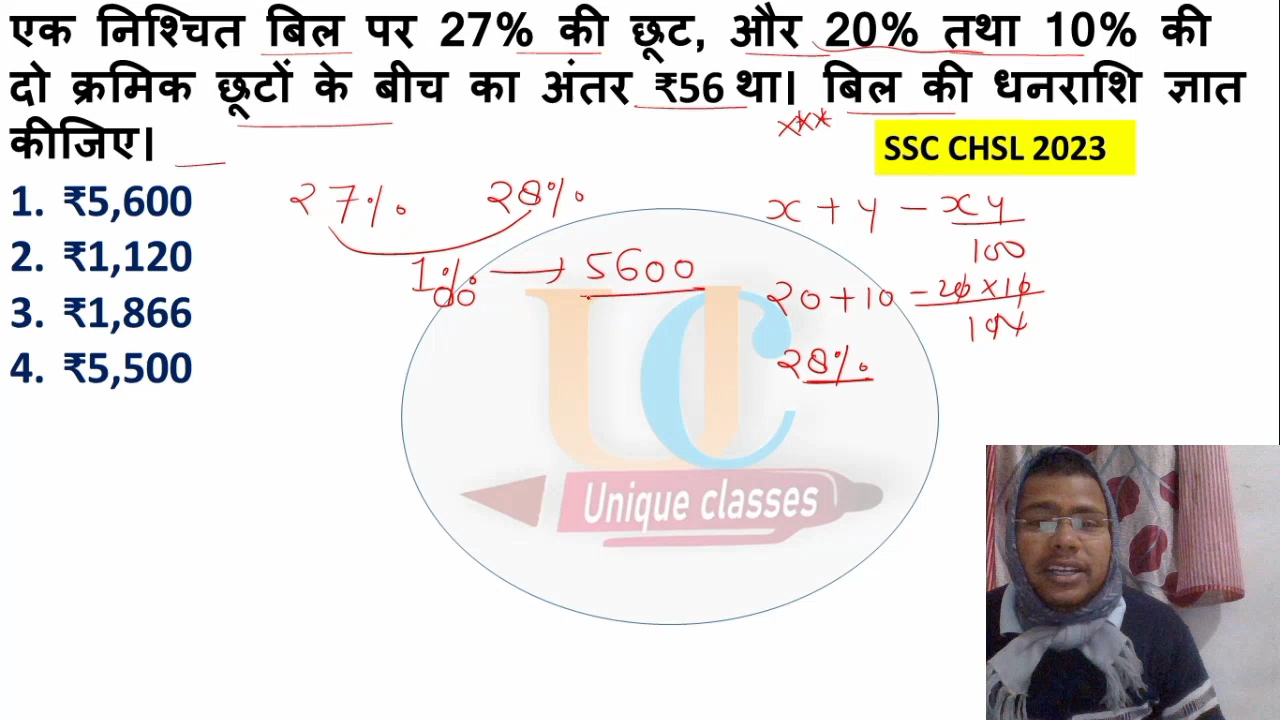 एक निश्चित बिल पर 27% की छूट, और 20% तथा 10% की
दो क्रमिक छूटों के बीच का अंतर ₹56 था। बिल की धनराशि ज्ञात
कीजिए।
SSC CHSL 2023
1. ₹5,600
2. ₹1,120
3. ₹1,866
4. ₹5,500
27% 28%
1% → 5600
00
x + y - xy
100
20 + 10 - 20 × 10
100
28%
UC
Unique classes